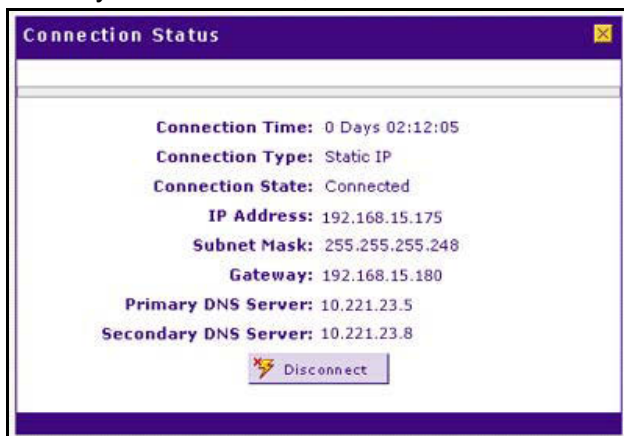 Connection Status
Connection Time: 0 Days 02:12:05
Connection Type: Static IP
Connection State: Connected
IP Address: 192.168.15.175
Subnet Mask: 255.255.255.248
Gateway: 192.168.15.180
Primary DNS Server: 10.221.23.5
Secondary DNS Server: 10.221.23.8
Disconnect